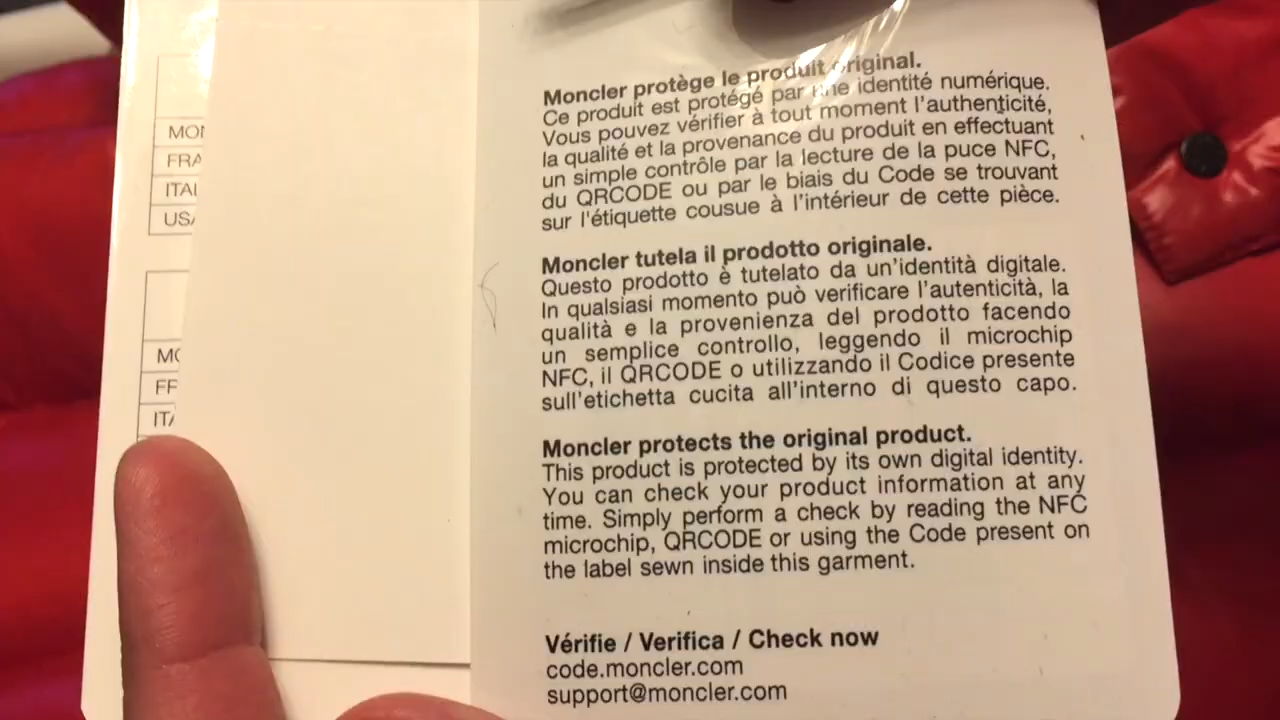 MON
FRA
ITAL
USA
MO
FR
ITA
Moncler protège le produit original.
Ce produit est protégé par une identité numérique.
Vous pouvez vérifier à tout moment l'authenticité,
la qualité et la provenance du produit en effectuant
un simple contrôle par la lecture de la puce NFC,
du QRCODE ou par le biais du Code se trouvant
sur l'étiquette cousue à l'intérieur de cette pièce.
Moncler tutela il prodotto originale.
Questo prodotto è tutelato da un'identità digitale.
In qualsiasi momento può verificare l'autenticità, la
qualità e la provenienza del prodotto facendo
un semplice controllo, leggendo il microchip
NFC, il QRCODE o utilizzando il Codice presente
sull'etichetta cucita all'interno di questo capo.
Moncler protects the original product.
This product is protected by its own digital identity.
You can check your product information at any
time. Simply perform a check by reading the NFC
microchip, QRCODE or using the Code present on
the label sewn inside this garment.
Vérifie / Verifica / Check now
code.moncler.com
support@moncler.com